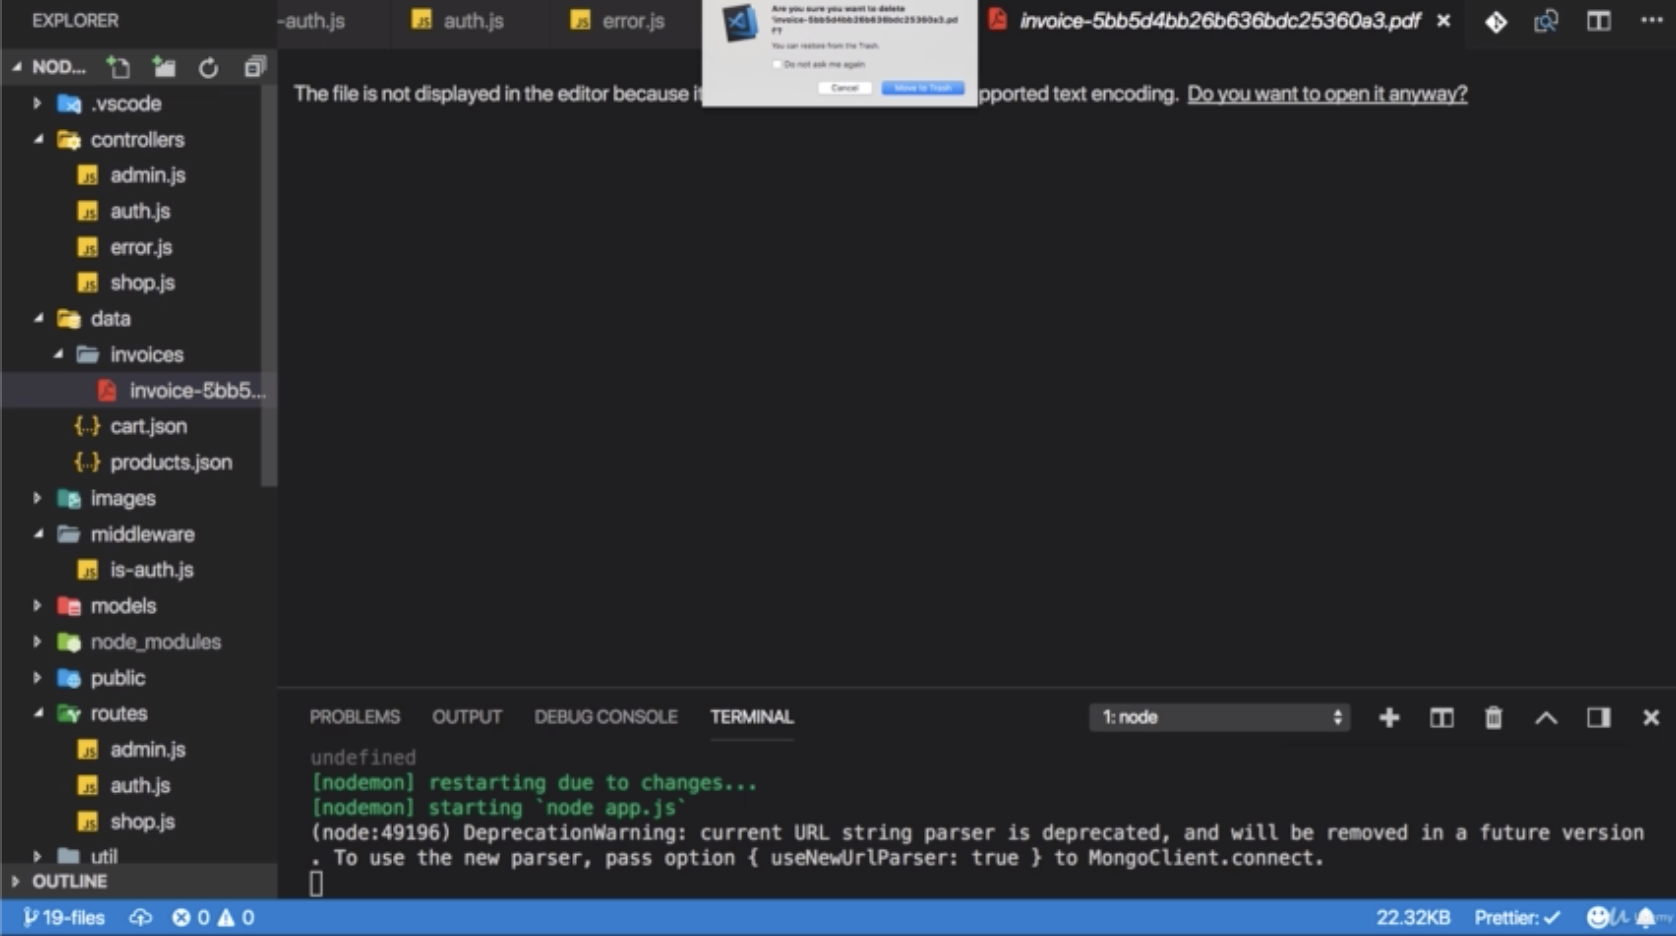 EXPLORER
-auth.js
auth.js
error.js
invoice-5bb5d4bb26b636bdc25360a3.pdf
Are you sure you want to delete
'invoice-5bb5d4bb26b636bdc25360a3.pd
f'?
You can restore from the Trash.
Do not ask me again
Cancel
Move to Trash
NOD...
The file is not displayed in the editor because it
pported text encoding. Do you want to open it anyway?
.vscode
controllers
admin.js
auth.js
error.js
shop.js
data
invoices
invoice-5bb5...
cart.json
products.json
images
middleware
is-auth.js
models
node_modules
public
routes
admin.js
auth.js
shop.js
util
OUTLINE
PROBLEMS
OUTPUT
DEBUG CONSOLE
TERMINAL
1: node
undefined
[nodemon] restarting due to changes...
[nodemon] starting `node app.js`
(node:49196) DeprecationWarning: current URL string parser is deprecated, and will be removed in a future version
. To use the new parser, pass option { useNewUrlParser: true } to MongoClient.connect.
19-files
0
0
22.32KB
Prettier: ✓